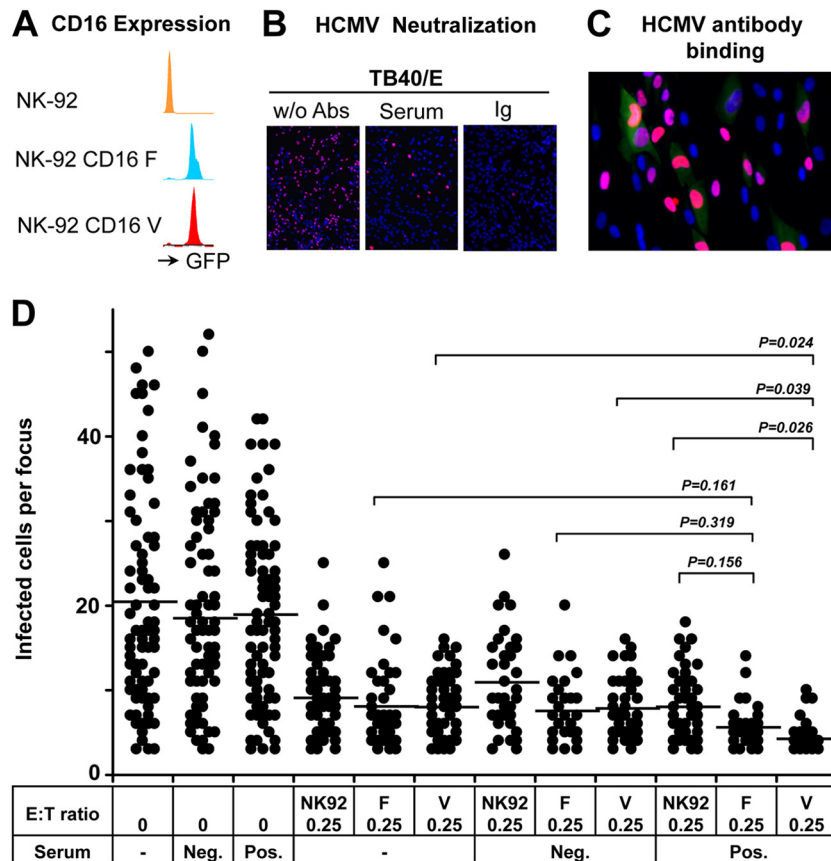 A CD16 Expression
NK-92
NK-92 CD16 F
NK-92 CD16 V
→ GFP
B HCMV Neutralization
TB40/E
w/o Abs Serum Ig
C HCMV antibody
binding
D
Infected cells per focus
40
20
0
P=0.024
P=0.039
P=0.026
P=0.161
P=0.319
P=0.156
E:T ratio 0 0 0 NK92 0.25 F 0.25 V 0.25 NK92 0.25 F 0.25 V 0.25 NK92 0.25 F 0.25 V 0.25
Serum - Neg. Pos. - Neg. Pos.